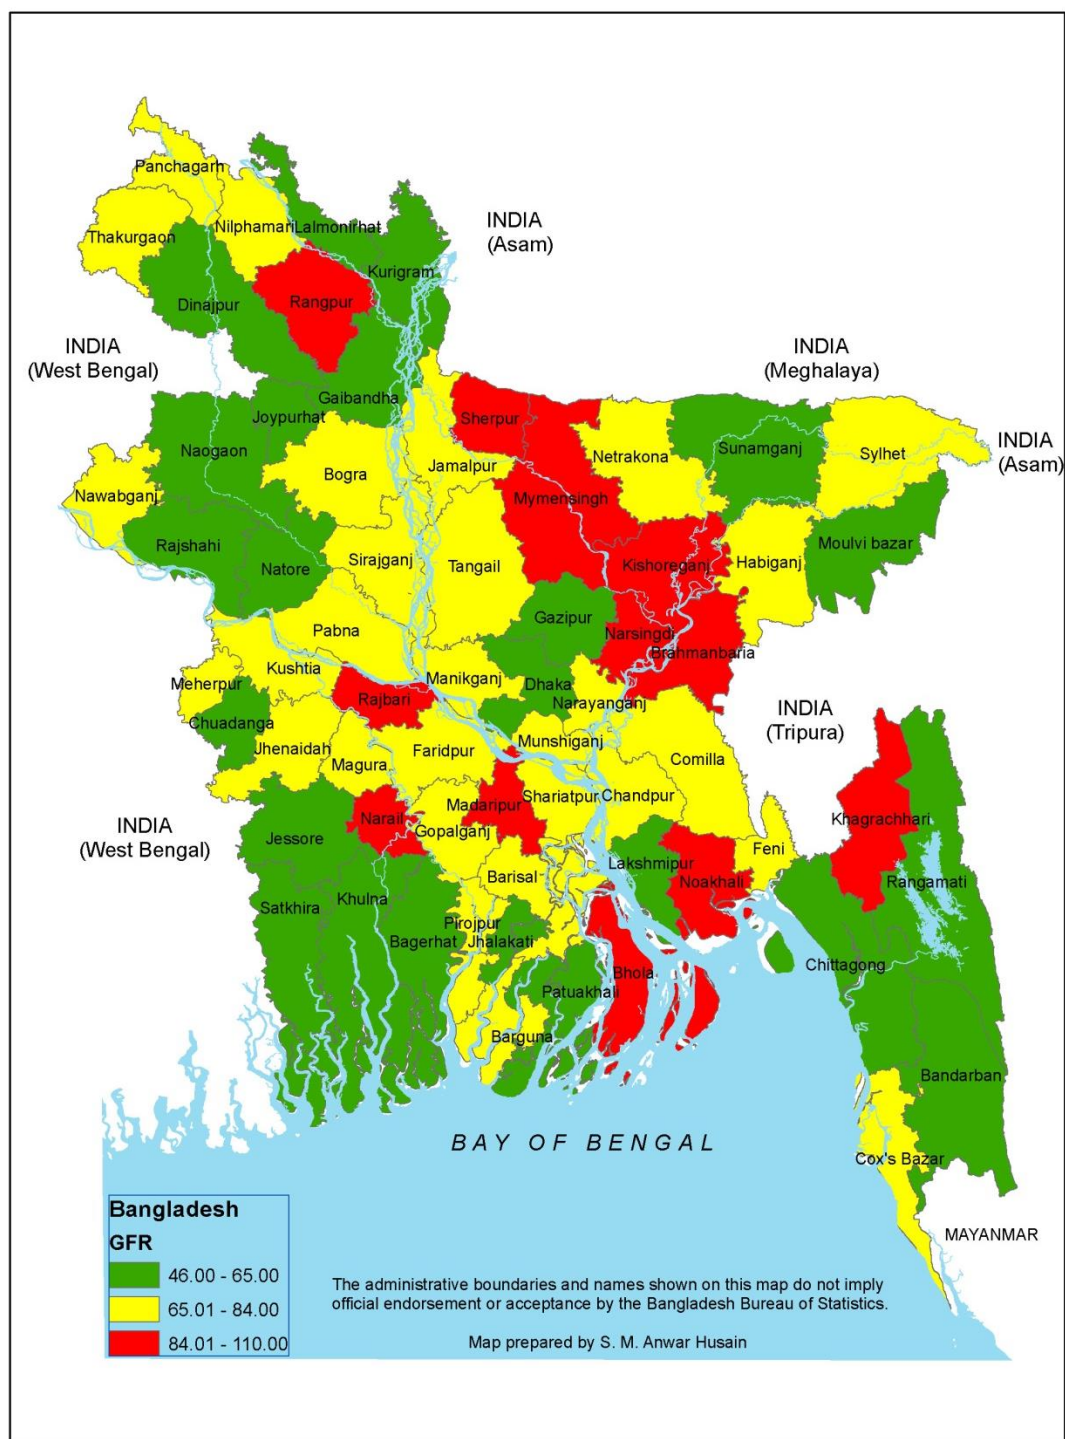 Panchagarh
Thakurgaon
Nilphamari
Lalmonirhat
INDIA
(Asam)
Kurigram
Dinajpur
Rangpur
INDIA
(West Bengal)
INDIA
(Meghalaya)
Gaibandha
Joypurhat
Sherpur
Naogaon
Bogra
Jamalpur
Netrakona
Sunamganj
Sylhet
INDIA
(Asam)
Nawabganj
Mymensingh
Rajshahi
Natore
Sirajganj
Tangail
Kishoreganj
Habiganj
Moulvi bazar
Gazipur
Pabna
Narsingdi
Brahmanbaria
Kushtia
Meherpur
Manikganj
Dhaka
Rajbari
Narayanganj
Chuadanga
INDIA
(Tripura)
Jhenaidah
Magura
Faridpur
Munshiganj
Comilla
INDIA
(West Bengal)
Narail
Madaripur
Shariatpur
Chandpur
Khagrachhari
Gopalganj
Jessore
Feni
Lakshmipur
Noakhali
Barisal
Rangamati
Satkhira
Khulna
Pirojpur
Bagerhat
Jhalakati
Bhola
Chittagong
Patuakhali
Barguna
Bandarban
BAY OF BENGAL
Cox's Bazar
MAYANMAR
Bangladesh
GFR
46.00 - 65.00
65.01 - 84.00
84.01 - 110.00
The administrative boundaries and names shown on this map do not imply
official endorsement or acceptance by the Bangladesh Bureau of Statistics.
Map prepared by S. M. Anwar Husain